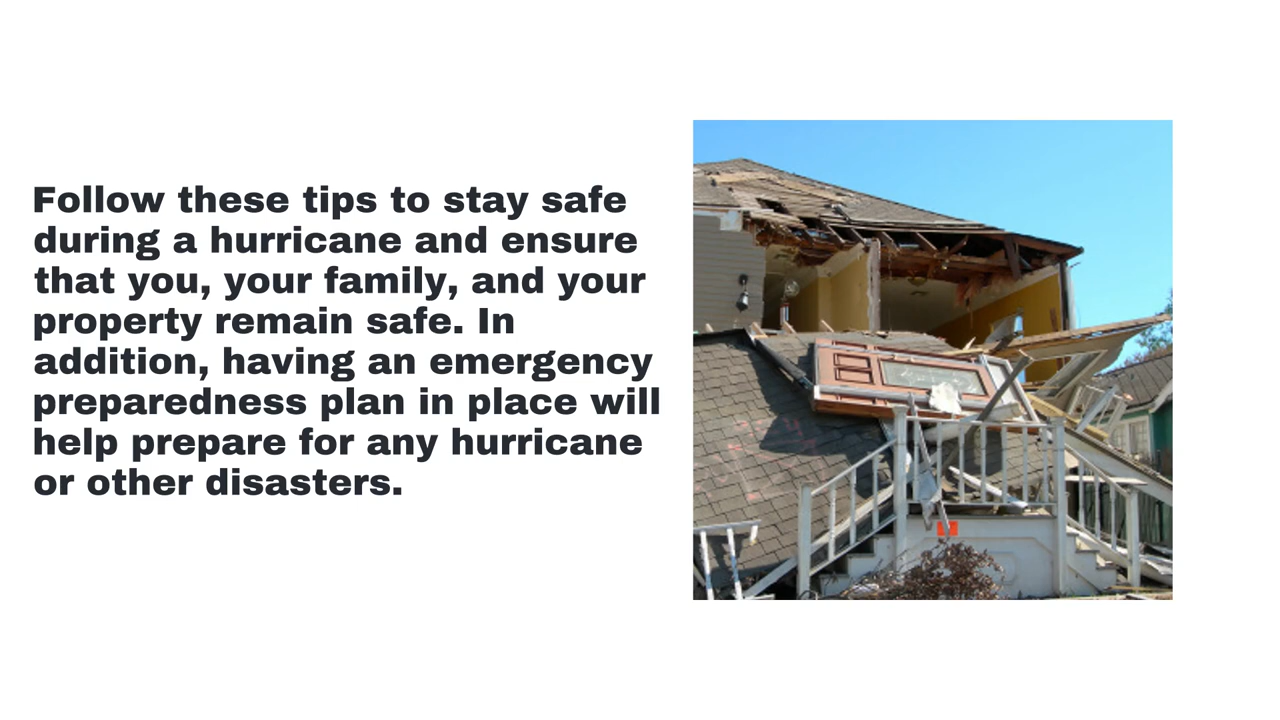 Follow these tips to stay safe
during a hurricane and ensure
that you, your family, and your
property remain safe. In
addition, having an emergency
preparedness plan in place will
help prepare for any hurricane
or other disasters.